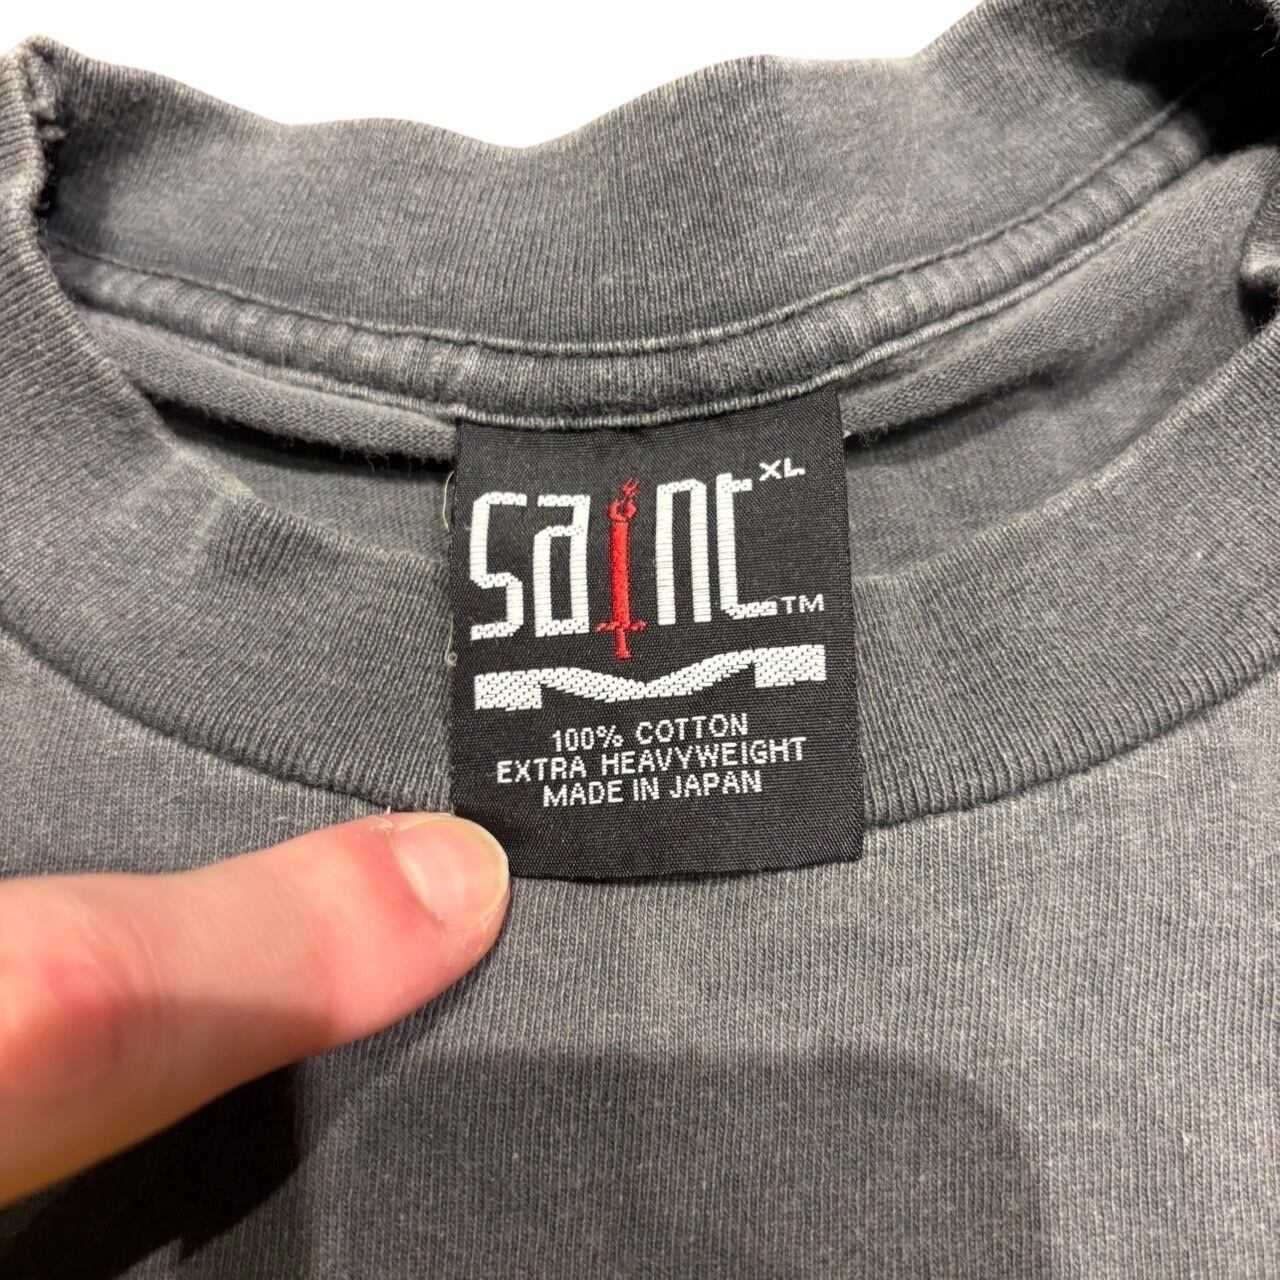 saint XL
TM
100% COTTON
EXTRA HEAVYWEIGHT
MADE IN JAPAN